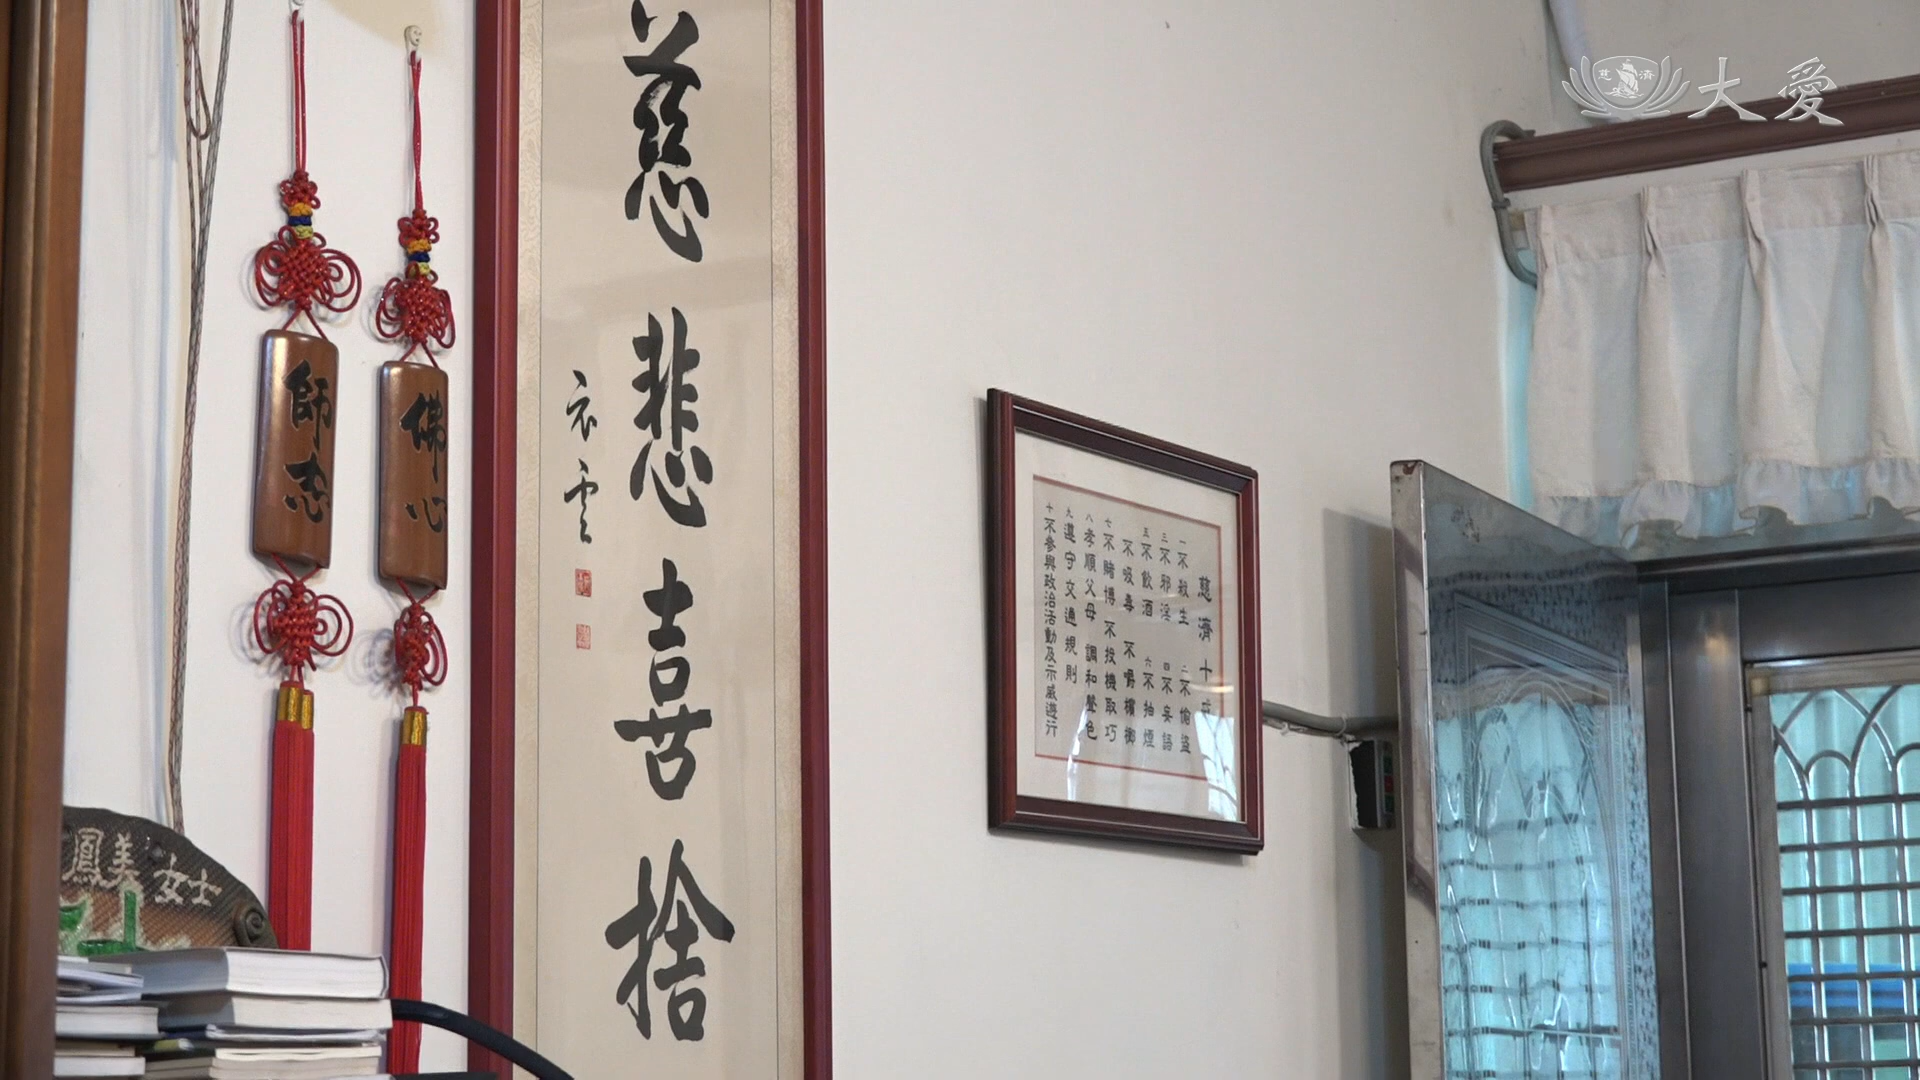 慈濟
大愛
佛心
師志
慈悲喜捨
衣雲
慈濟十戒
一不殺生 二不偷盜
三不邪淫 四不妄語
五不飲酒 六不抽煙
不吸毒 不嚼檳榔
七不賭博 不投機取巧
八孝順父母 調和聲色
九遵守交通規則
十不參與政治活動及示威遊行
鳳美女士